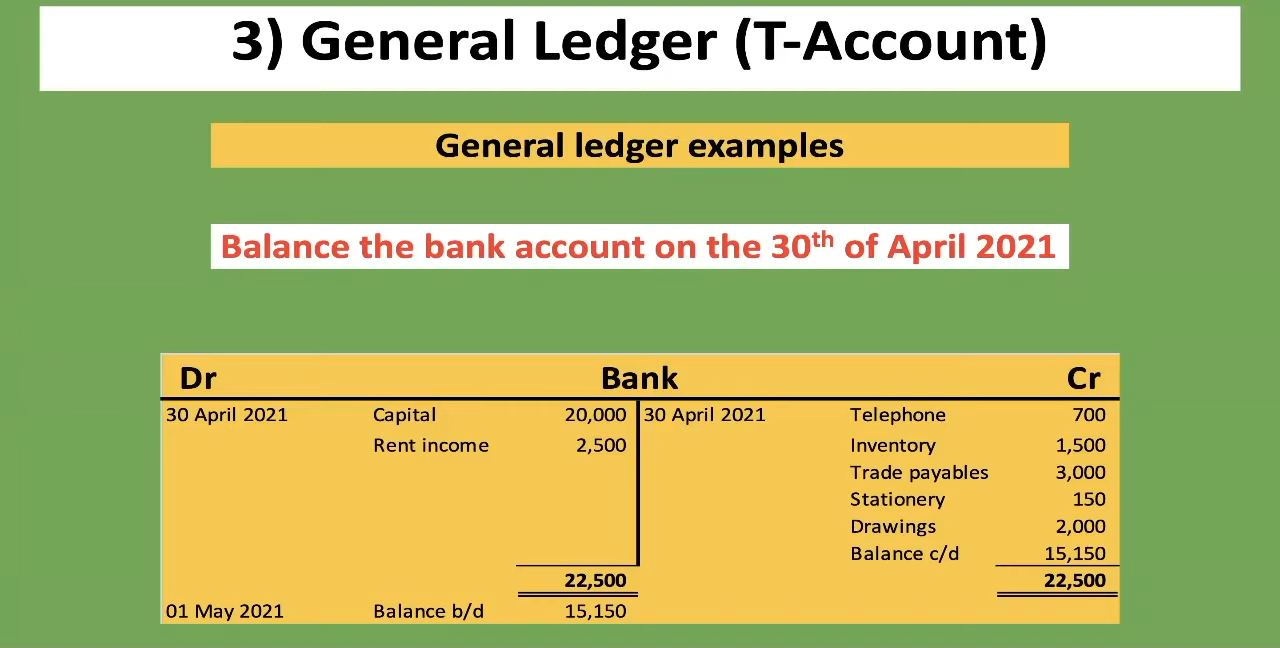 3) General Ledger (T-Account)
General ledger examples
Balance the bank account on the 30th of April 2021
Dr Bank Cr
30 April 2021 Capital 20,000 30 April 2021 Telephone 700
Rent income 2,500 Inventory 1,500
Trade payables 3,000
Stationery 150
Drawings 2,000
Balance c/d 15,150
22,500 22,500
01 May 2021 Balance b/d 15,150